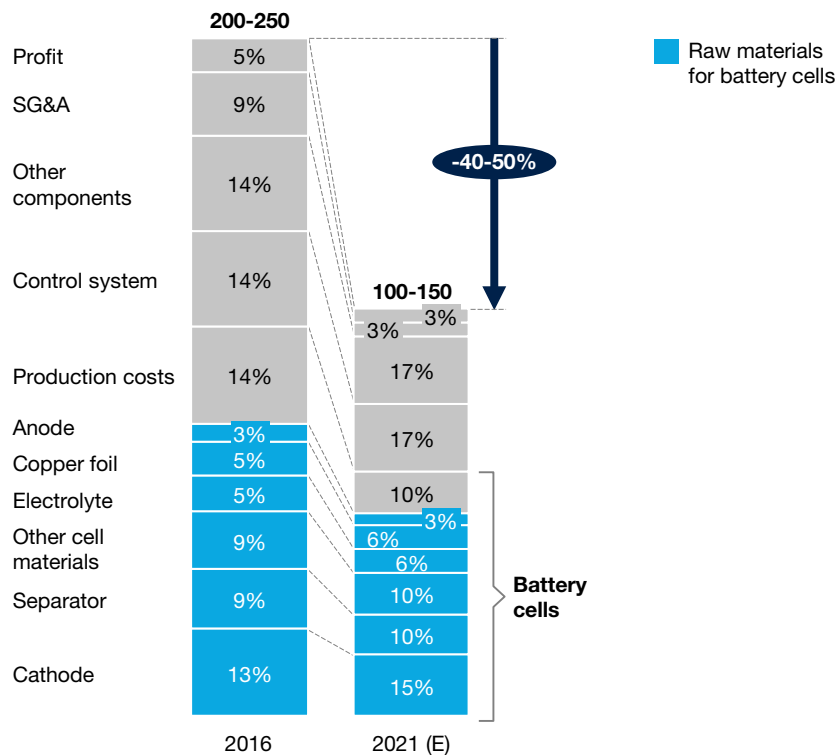 200-250
Profit
5%
SG&A
9%
Other
components
14%
Control system
14%
Production costs
14%
Anode
3%
Copper foil
5%
Electrolyte
5%
Other cell
materials
9%
Separator
9%
Cathode
13%
2016
100-150
3%
3%
17%
17%
10%
3%
6%
6%
10%
10%
15%
2021 (E)
-40-50%
Raw materials
for battery cells
Battery
cells